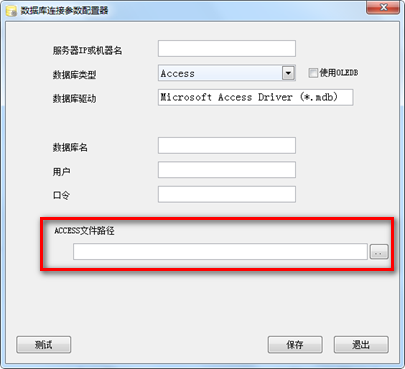 数据库连接参数配置器
服务器IP或机器名
数据库类型 Access 使用OLEDB
数据库驱动 Microsoft Access Driver (*.mdb)
数据库名
用户
口令
ACCESS文件路径
..
测试 保存 退出